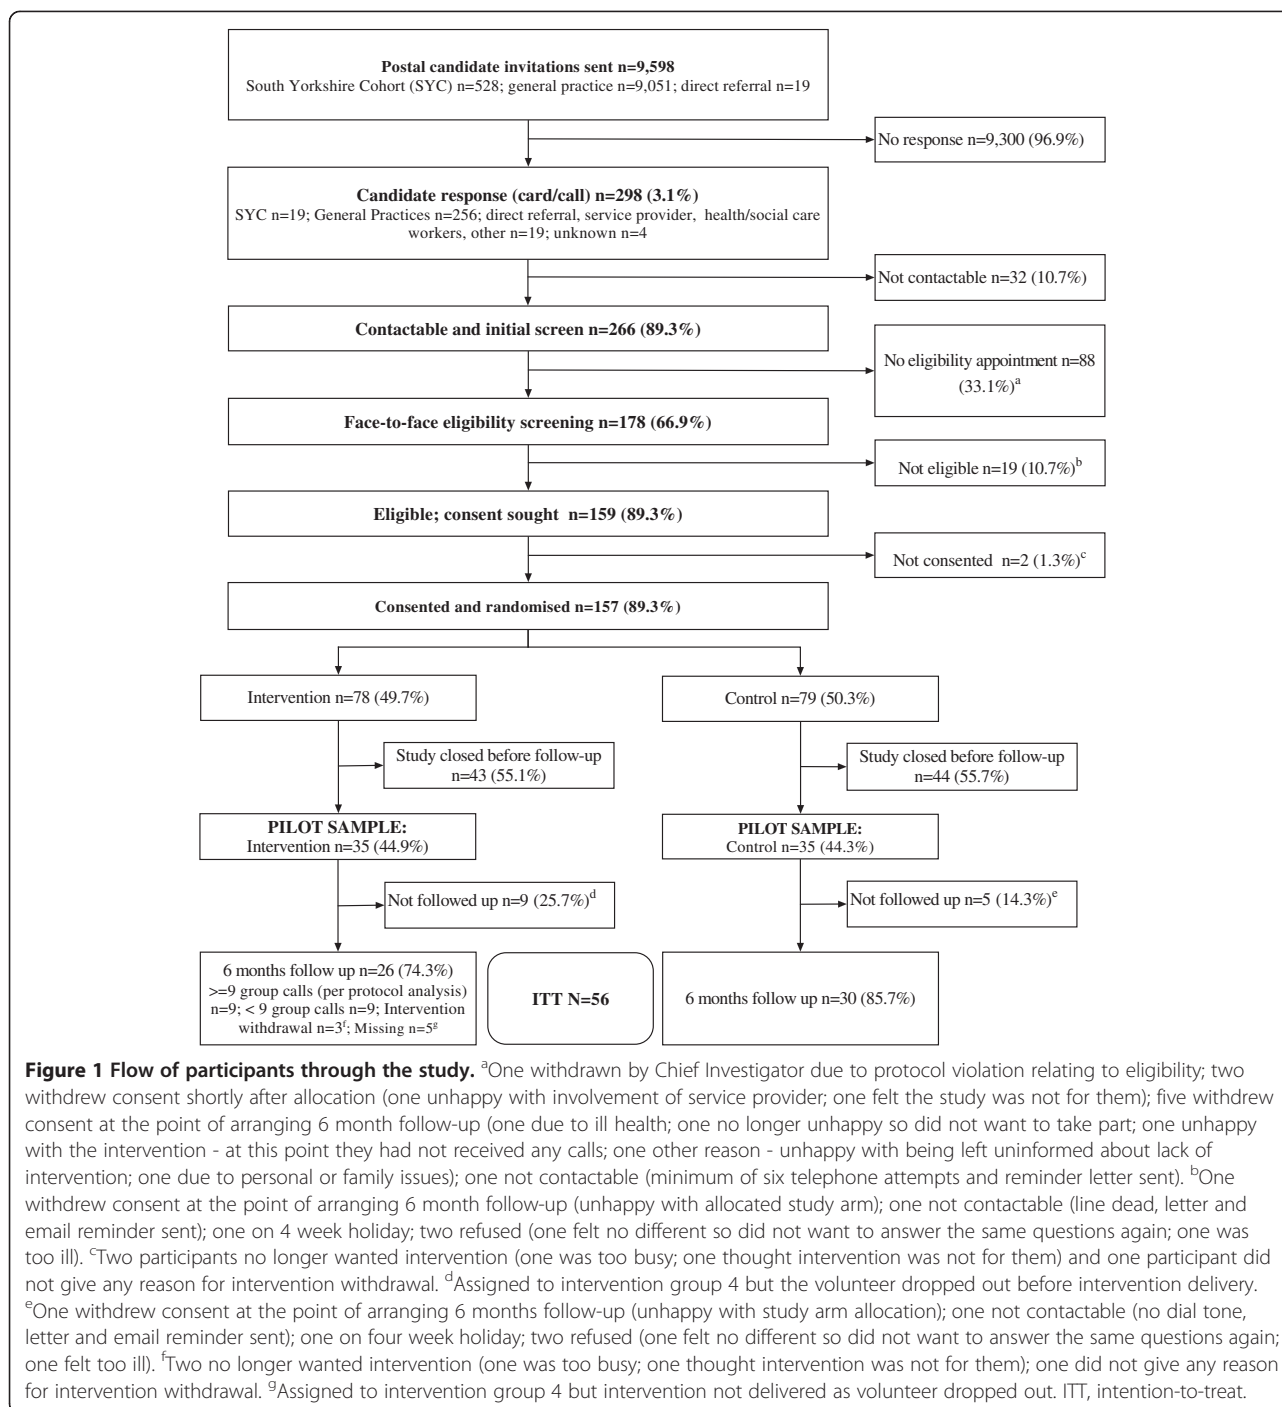 Postal candidate invitations sent n=9,598
South Yorkshire Cohort (SYC) n=528; general practice n=9,051; direct referral n=19
No response n=9,300 (96.9%)
Candidate response (card/call) n=298 (3.1%)
SYC n=19; General Practices n=256; direct referral, service provider, health/social care
workers, other n=19; unknown n=4
Not contactable n=32 (10.7%)
Contactable and initial screen n=266 (89.3%)
No eligibility appointment n=88
(33.1%)a
Face-to-face eligibility screening n=178 (66.9%)
Not eligible n=19 (10.7%)b
Eligible; consent sought n=159 (89.3%)
Not consented n=2 (1.3%)c
Consented and randomised n=157 (89.3%)
Intervention n=78 (49.7%)
Control n=79 (50.3%)
Study closed before follow-up
n=43 (55.1%)
Study closed before follow-up
n=44 (55.7%)
PILOT SAMPLE:
Intervention n=35 (44.9%)
PILOT SAMPLE:
Control n=35 (44.3%)
Not followed up n=9 (25.7%)d
Not followed up n=5 (14.3%)e
6 months follow up n=26 (74.3%)
>=9 group calls (per protocol analysis)
n=9; < 9 group calls n=9; Intervention
withdrawal n=3f; Missing n=5g
ITT N=56
6 months follow up n=30 (85.7%)
Figure 1 Flow of participants through the study. aOne withdrawn by Chief Investigator due to protocol violation relating to eligibility; two
withdrew consent shortly after allocation (one unhappy with involvement of service provider; one felt the study was not for them); five withdrew
consent at the point of arranging 6 month follow-up (one due to ill health; one no longer unhappy so did not want to take part; one unhappy
with the intervention - at this point they had not received any calls; one other reason - unhappy with being left uninformed about lack of
intervention; one due to personal or family issues); one not contactable (minimum of six telephone attempts and reminder letter sent). bOne
withdrew consent at the point of arranging 6 month follow-up (unhappy with allocated study arm); one not contactable (line dead, letter and
email reminder sent); one on 4 week holiday; two refused (one felt no different so did not want to answer the same questions again; one was
too ill). cTwo participants no longer wanted intervention (one was too busy; one thought intervention was not for them) and one participant did
not give any reason for intervention withdrawal. dAssigned to intervention group 4 but the volunteer dropped out before intervention delivery.
eOne withdrew consent at the point of arranging 6 months follow-up (unhappy with study arm allocation); one not contactable (no dial tone,
letter and email reminder sent); one on four week holiday; two refused (one felt no different so did not want to answer the same questions again;
one felt too ill). fTwo no longer wanted intervention (one was too busy; one thought intervention was not for them); one did not give any reason
for intervention withdrawal. gAssigned to intervention group 4 but intervention not delivered as volunteer dropped out. ITT, intention-to-treat.